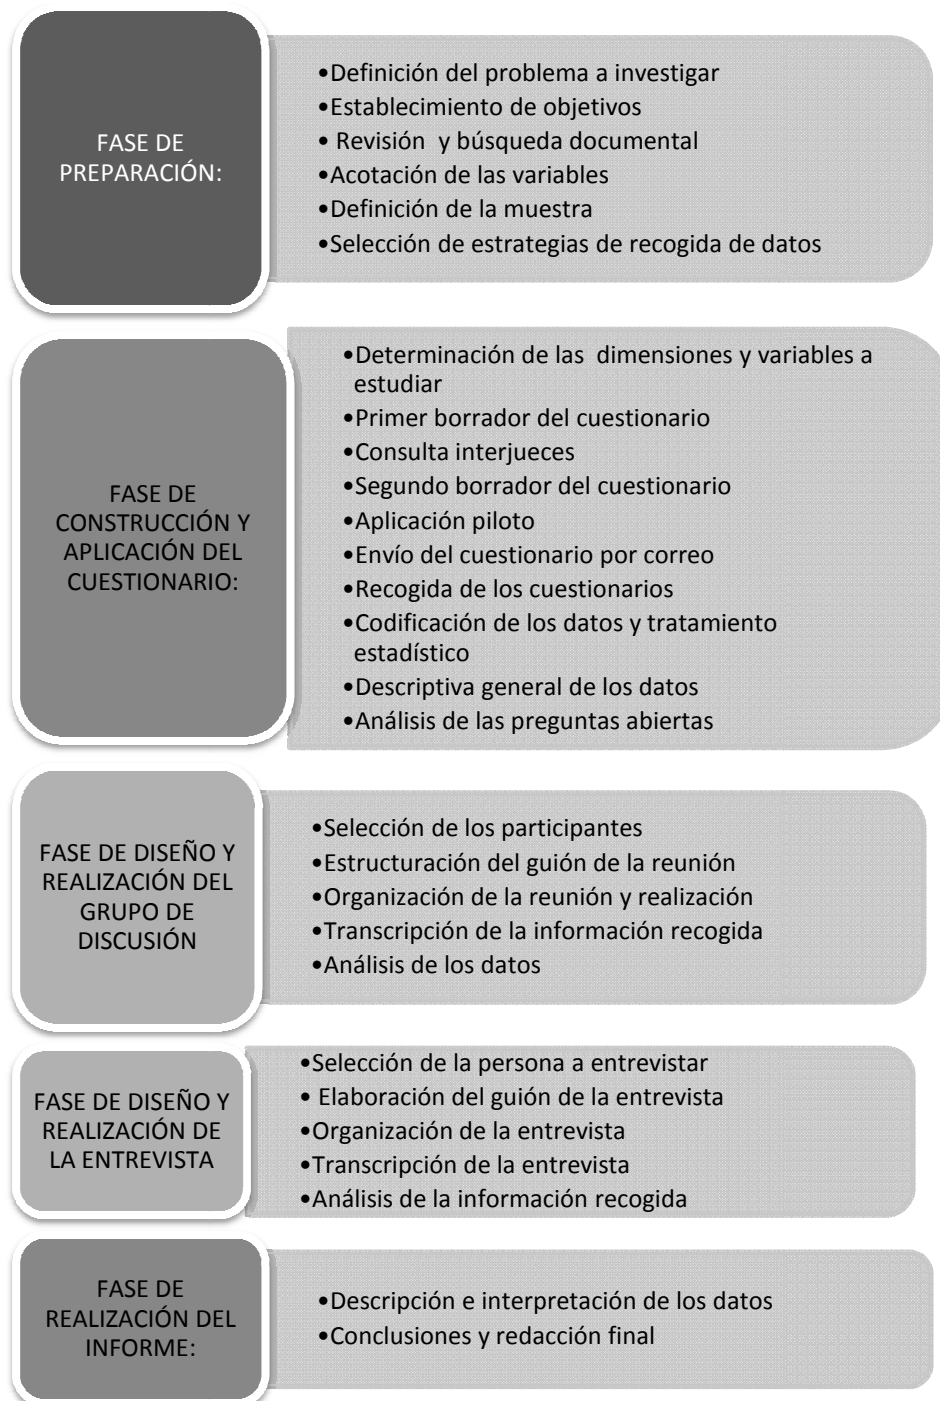 FASE DE
PREPARACIÓN:
•Definición del problema a investigar
•Establecimiento de objetivos
• Revisión y búsqueda documental
•Acotación de las variables
•Definición de la muestra
•Selección de estrategias de recogida de datos
FASE DE
CONSTRUCCIÓN Y
APLICACIÓN DEL
CUESTIONARIO:
•Determinación de las dimensiones y variables a
estudiar
•Primer borrador del cuestionario
•Consulta interjueces
•Segundo borrador del cuestionario
•Aplicación piloto
•Envío del cuestionario por correo
•Recogida de los cuestionarios
•Codificación de los datos y tratamiento
estadístico
•Descriptiva general de los datos
•Análisis de las preguntas abiertas
FASE DE DISEÑO Y
REALIZACIÓN DEL
GRUPO DE
DISCUSIÓN
•Selección de los participantes
•Estructuración del guión de la reunión
•Organización de la reunión y realización
•Transcripción de la información recogida
•Análisis de los datos
FASE DE DISEÑO Y
REALIZACIÓN DE
LA ENTREVISTA
•Selección de la persona a entrevistar
• Elaboración del guión de la entrevista
•Organización de la entrevista
•Transcripción de la entrevista
•Análisis de la información recogida
FASE DE
REALIZACIÓN DEL
INFORME:
•Descripción e interpretación de los datos
•Conclusiones y redacción final